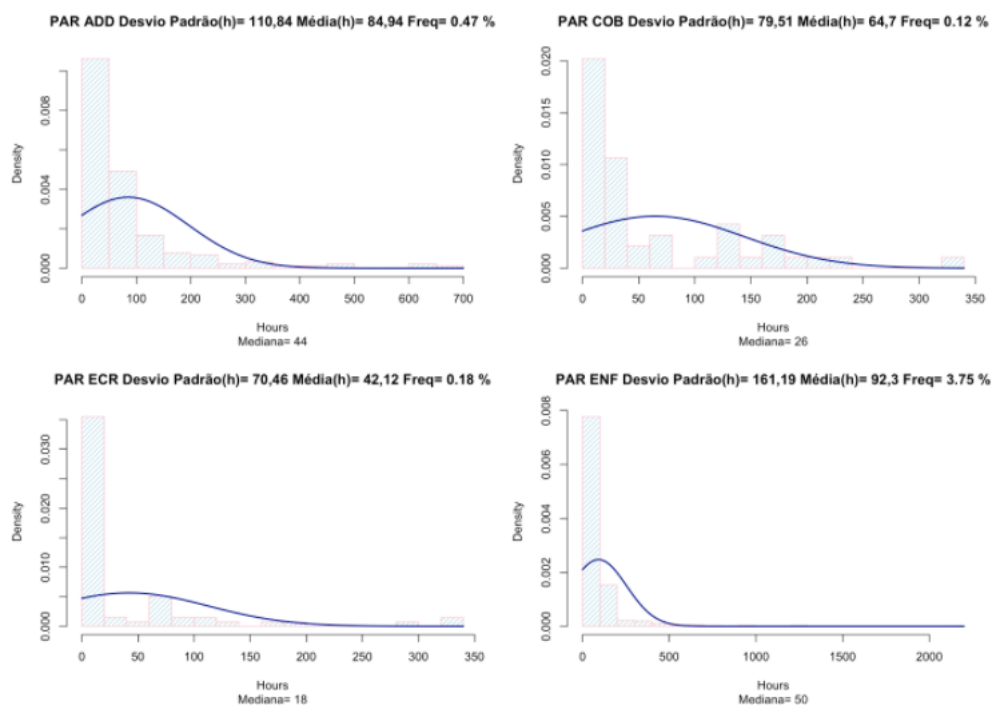 PAR ADD Desvio Padrão(h)= 110,84 Média(h)= 84,94 Freq= 0.47 %
Density
0.000
0.004
0.008
0 100 200 300 400 500 600 700
Hours
Mediana= 44
PAR COB Desvio Padrão(h)= 79,51 Média(h)= 64,7 Freq= 0.12 %
Density
0.000
0.005
0.010
0.015
0.020
0 50 100 150 200 250 300 350
Hours
Mediana= 26
PAR ECR Desvio Padrão(h)= 70,46 Média(h)= 42,12 Freq= 0.18 %
Density
0.000
0.010
0.030
0 50 100 150 200 250 300 350
Hours
Mediana= 18
PAR ENF Desvio Padrão(h)= 161,19 Média(h)= 92,3 Freq= 3.75 %
Density
0.000
0.002
0.004
0.006
0.008
0 500 1000 1500 2000
Hours
Mediana= 50